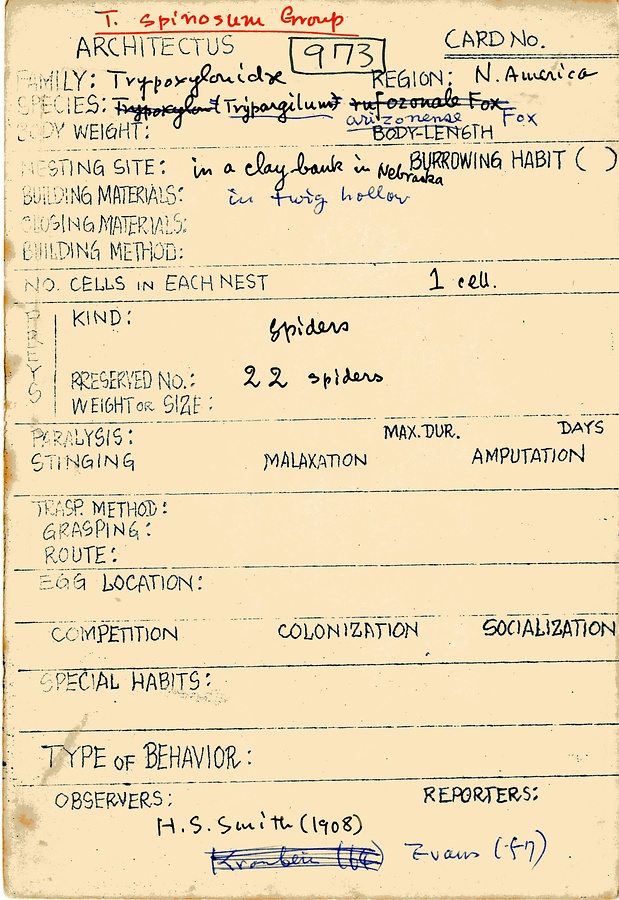 T. spinosum Group
ARCHITECTUS 973 CARD NO.
FAMILY: Trypoxylonidæ REGION: N. America
SPECIES: Trypoxylon (Trypargilum) rufozonale Fox
arizonense Fox
BODY WEIGHT: BODY-LENGTH
NESTING SITE: in a clay bank in Nebraska BURROWING HABIT ( )
BUILDING MATERIALS: in twig hollow
CLOSING MATERIALS:
BUILDING METHOD:
NO. CELLS IN EACH NEST 1 cell.
PREYS
KIND: spiders
PRESERVED NO.: 22 spiders
WEIGHT OR SIZE:
PARALYSIS: MAX. DUR. DAYS
STINGING MALAXATION AMPUTATION
TRASP. METHOD:
GRASPING:
ROUTE:
EGG LOCATION:
COMPETITION COLONIZATION SOCIALIZATION
SPECIAL HABITS:
TYPE OF BEHAVIOR:
OBSERVERS: REPORTERS:
H.S. Smith (1908)
Evans ('57)